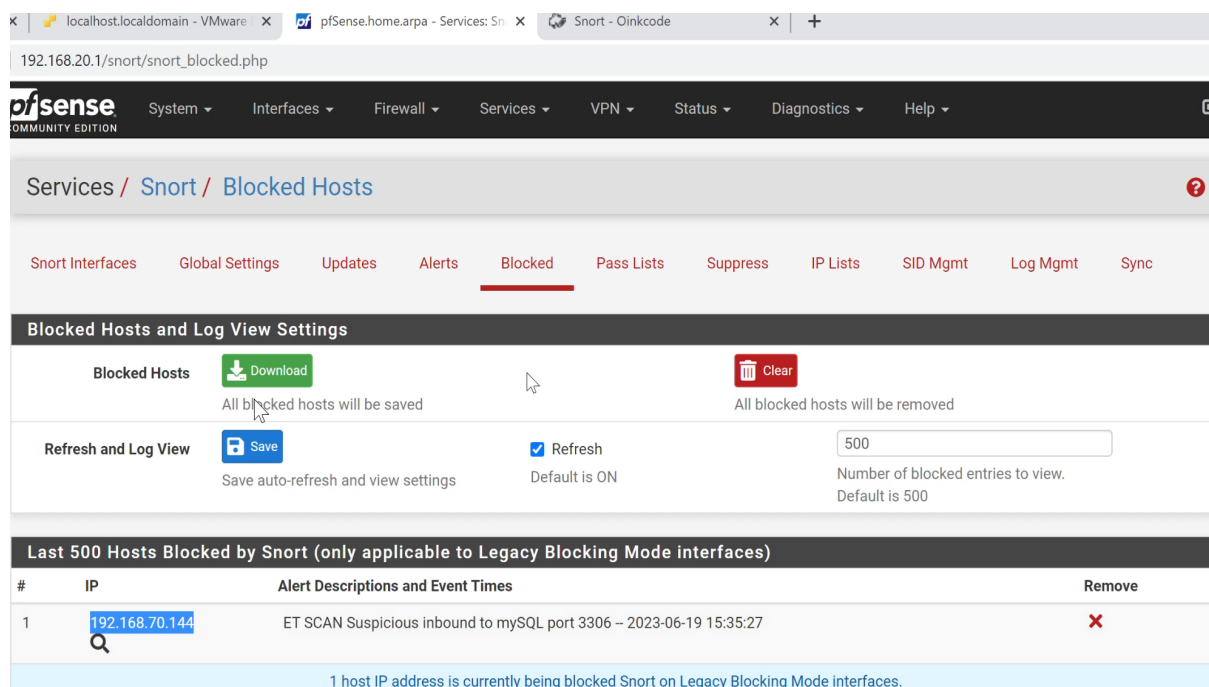 localhost.localdomain - VMware
pfSense.home.arpa - Services: Sn
Snort - Oinkcode
192.168.20.1/snort/snort_blocked.php
pfsense
COMMUNITY EDITION
System
Interfaces
Firewall
Services
VPN
Status
Diagnostics
Help
Services / Snort / Blocked Hosts
Snort Interfaces
Global Settings
Updates
Alerts
Blocked
Pass Lists
Suppress
IP Lists
SID Mgmt
Log Mgmt
Sync
Blocked Hosts and Log View Settings
Blocked Hosts
Download
Clear
All blocked hosts will be saved
All blocked hosts will be removed
Refresh and Log View
Save
Refresh
500
Save auto-refresh and view settings
Default is ON
Number of blocked entries to view.
Default is 500
Last 500 Hosts Blocked by Snort (only applicable to Legacy Blocking Mode interfaces)
# IP Alert Descriptions and Event Times Remove
1 192.168.70.144 ET SCAN Suspicious inbound to mySQL port 3306 -- 2023-06-19 15:35:27
1 host IP address is currently being blocked Snort on Legacy Blocking Mode interfaces.